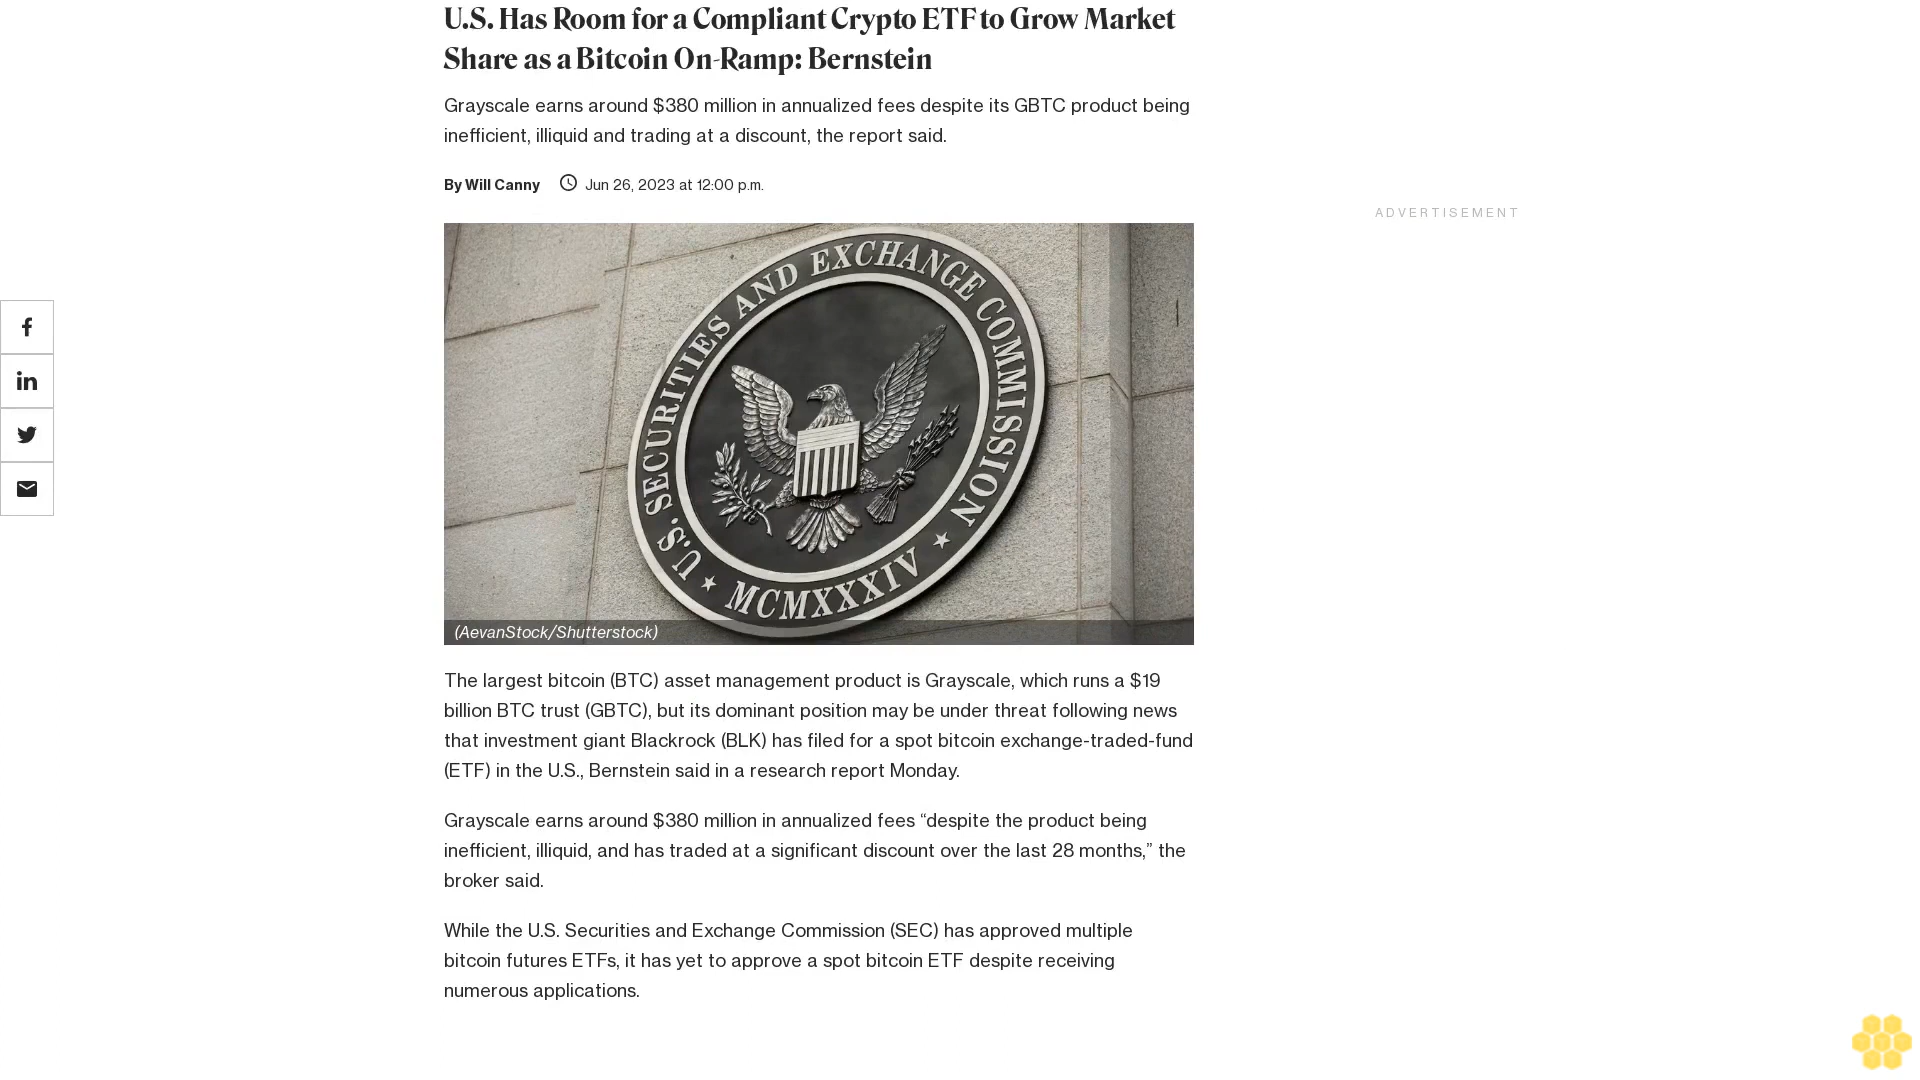 U.S. Has Room for a Compliant Crypto ETF to Grow Market
Share as a Bitcoin On-Ramp: Bernstein
Grayscale earns around $380 million in annualized fees despite its GBTC product being
inefficient, illiquid and trading at a discount, the report said.
By Will Canny Jun 26, 2023 at 12:00 p.m.
ADVERTISEMENT
U.S. SECURITIES AND EXCHANGE COMMISSION
MCMXXXIV
(AevanStock/Shutterstock)
The largest bitcoin (BTC) asset management product is Grayscale, which runs a $19
billion BTC trust (GBTC), but its dominant position may be under threat following news
that investment giant Blackrock (BLK) has filed for a spot bitcoin exchange-traded-fund
(ETF) in the U.S., Bernstein said in a research report Monday.
Grayscale earns around $380 million in annualized fees “despite the product being
inefficient, illiquid, and has traded at a significant discount over the last 28 months,” the
broker said.
While the U.S. Securities and Exchange Commission (SEC) has approved multiple
bitcoin futures ETFs, it has yet to approve a spot bitcoin ETF despite receiving
numerous applications.